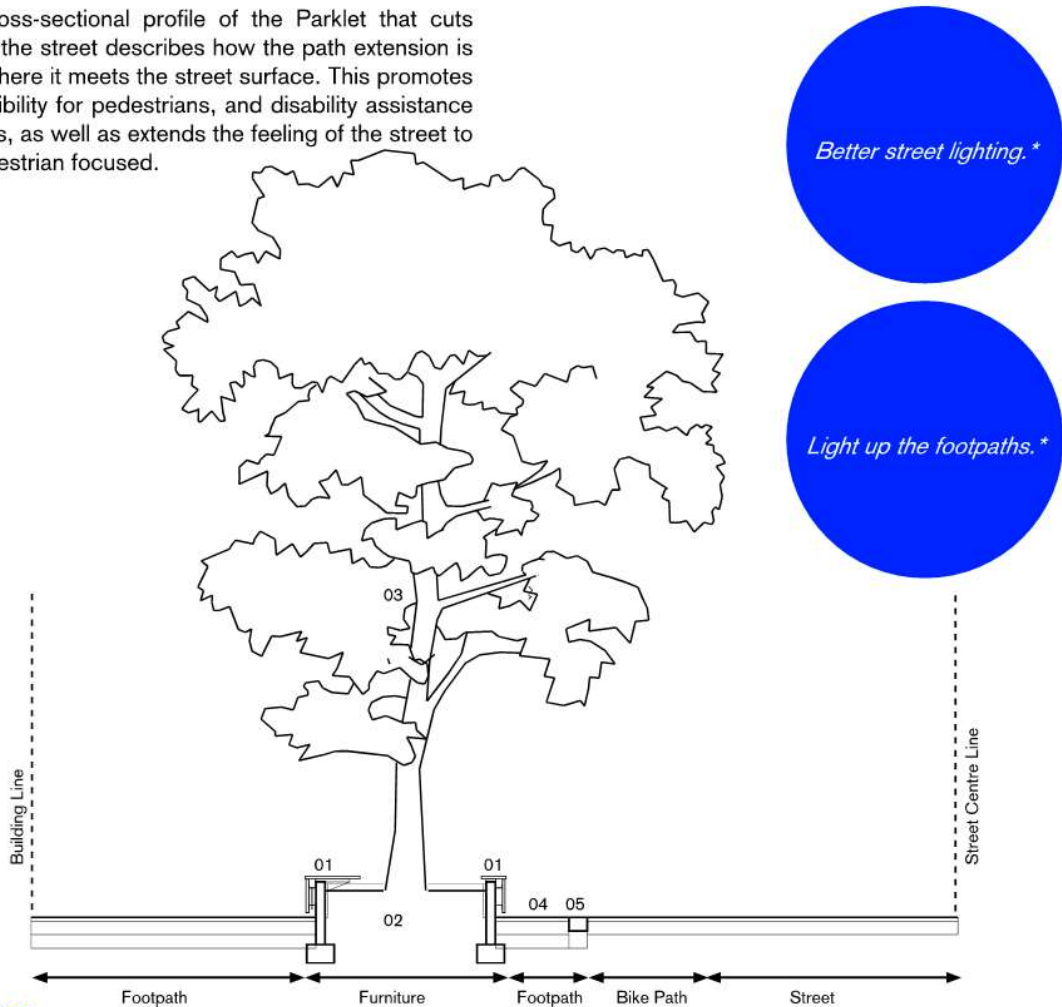 oss-sectional profile of the Parklet that cuts
the street describes how the path extension is
here it meets the street surface. This promotes
ibility for pedestrians, and disability assistance
s, as well as extends the feeling of the street to
destrian focused.
Better street lighting.*
Light up the footpaths.*
03
Building Line
Street Centre Line
01
01
02
04
05
Footpath
Furniture
Footpath
Bike Path
Street